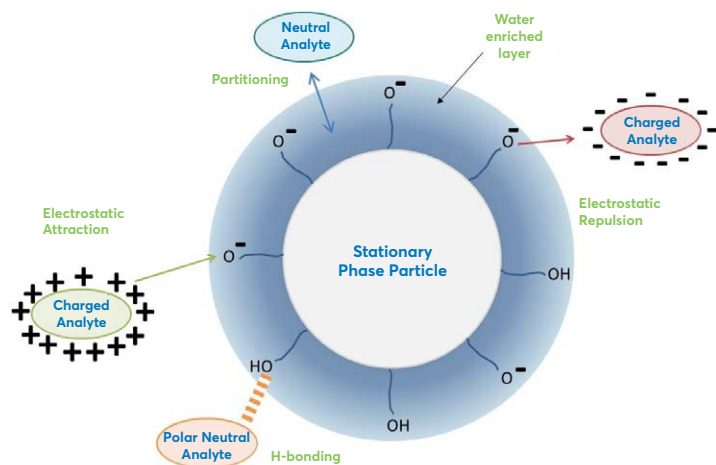 Neutral
Analyte
Water
enriched
layer
Partitioning
O-
O-
O-
Charged
Analyte
Electrostatic
Attraction
Electrostatic
Repulsion
O-
Stationary
Phase Particle
OH
Charged
Analyte
HO
O-
OH
Polar Neutral
Analyte
H-bonding